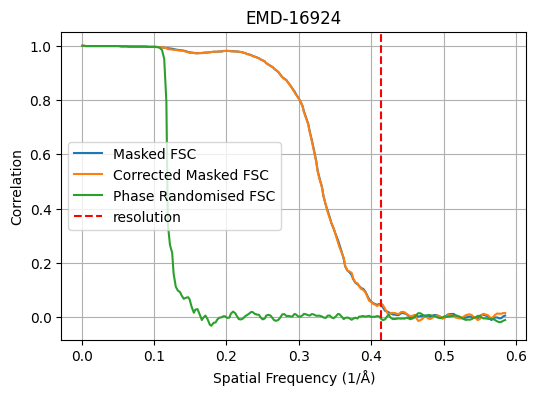 EMD-16924
1.0
0.8
0.6
0.4
0.2
0.0
Correlation
Masked FSC
Corrected Masked FSC
Phase Randomised FSC
resolution
0.0 0.1 0.2 0.3 0.4 0.5 0.6
Spatial Frequency (1/Å)